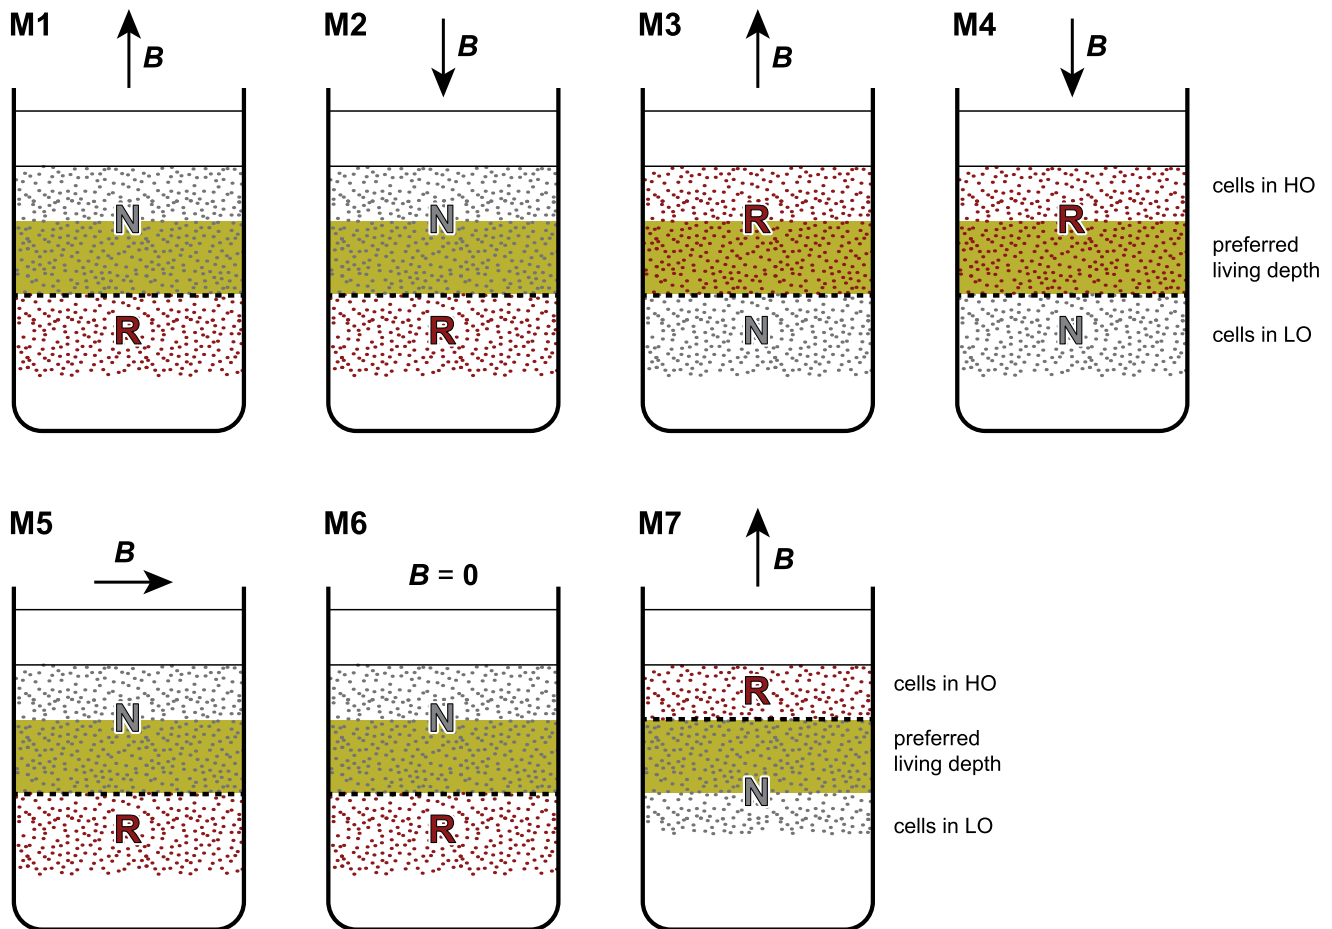 M1
B
M2
B
M3
B
M4
B
N
N
R
R
cells in HO
preferred
living depth
R
R
N
N
cells in LO
M5
B
M6
B = 0
M7
B
N
N
R
cells in HO
preferred
living depth
R
R
N
cells in LO